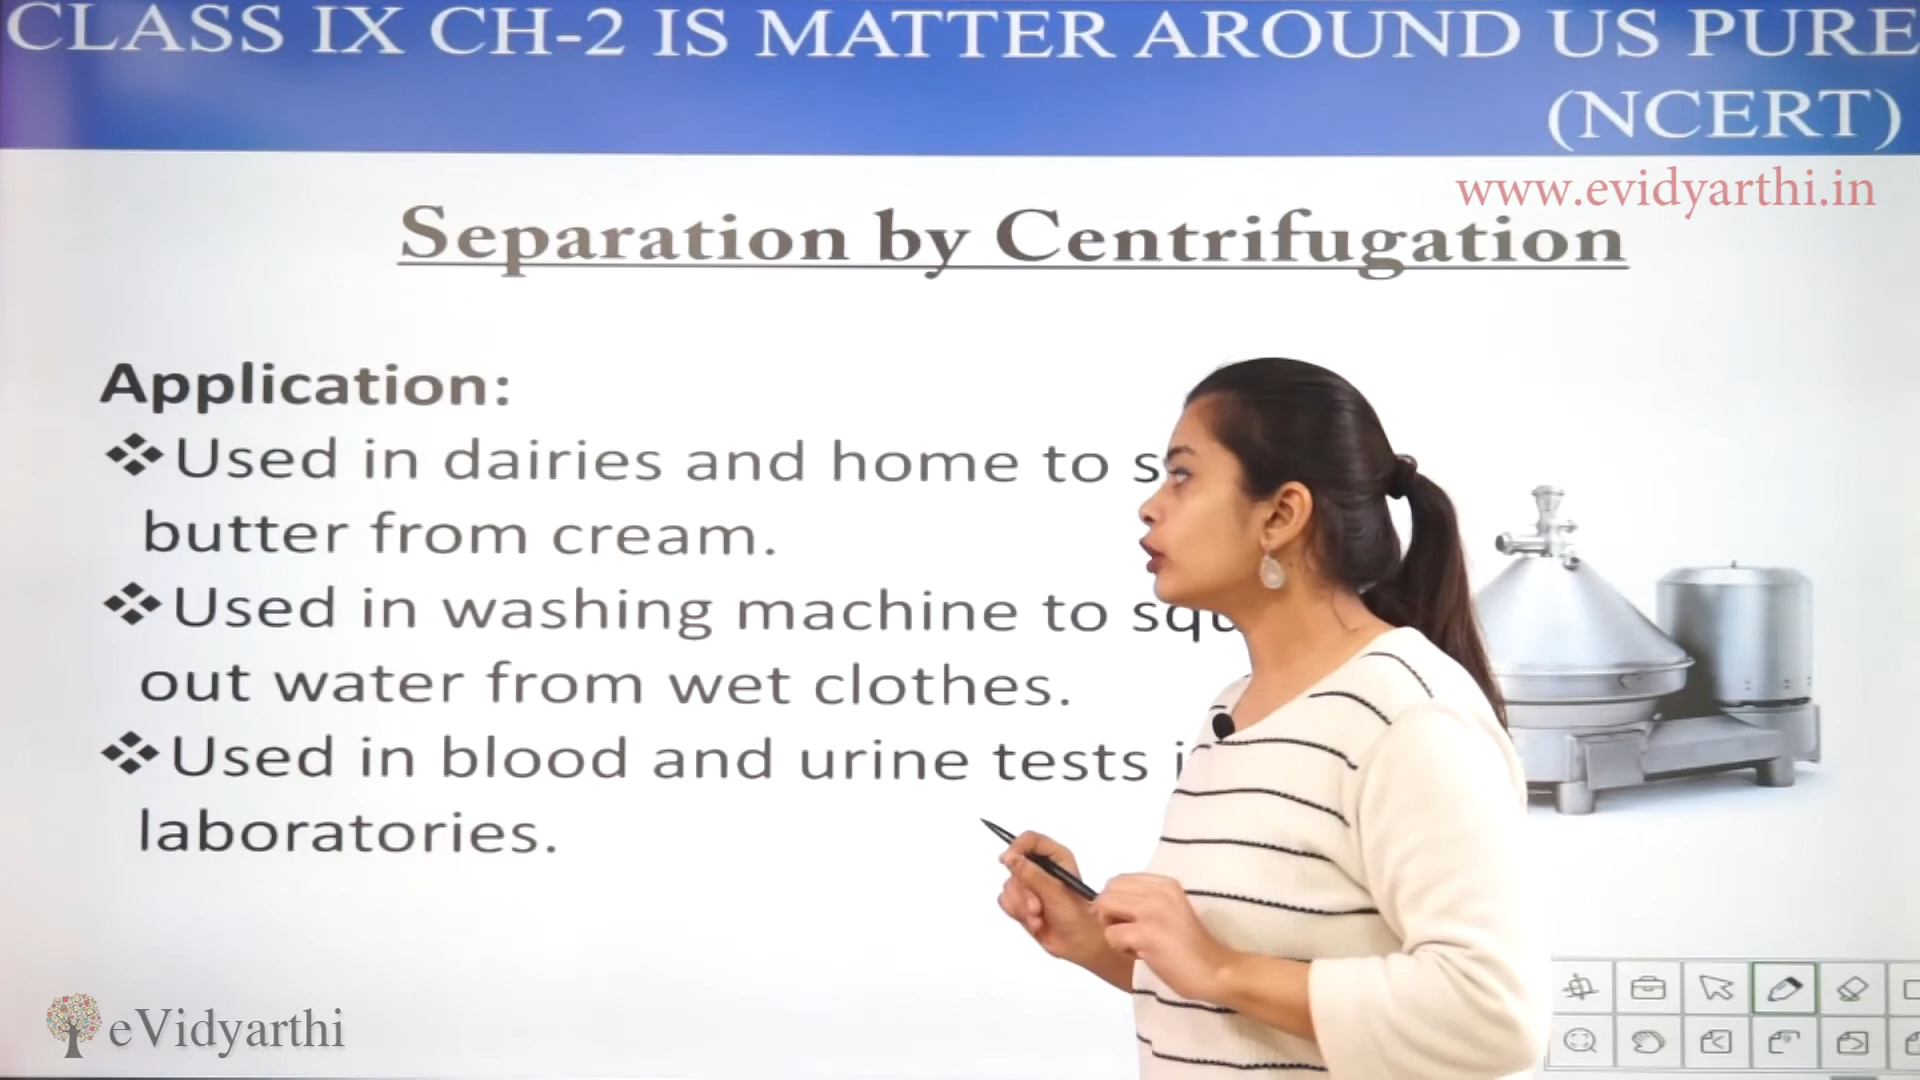 CLASS IX CH-2 IS MATTER AROUND US PURE
(NCERT)
www.evidyarthi.in
Separation by Centrifugation
Application:
❖Used in dairies and home to
butter from cream.
❖Used in washing machine to
out water from wet clothes.
❖Used in blood and urine tests
laboratories.
eVidyarthi